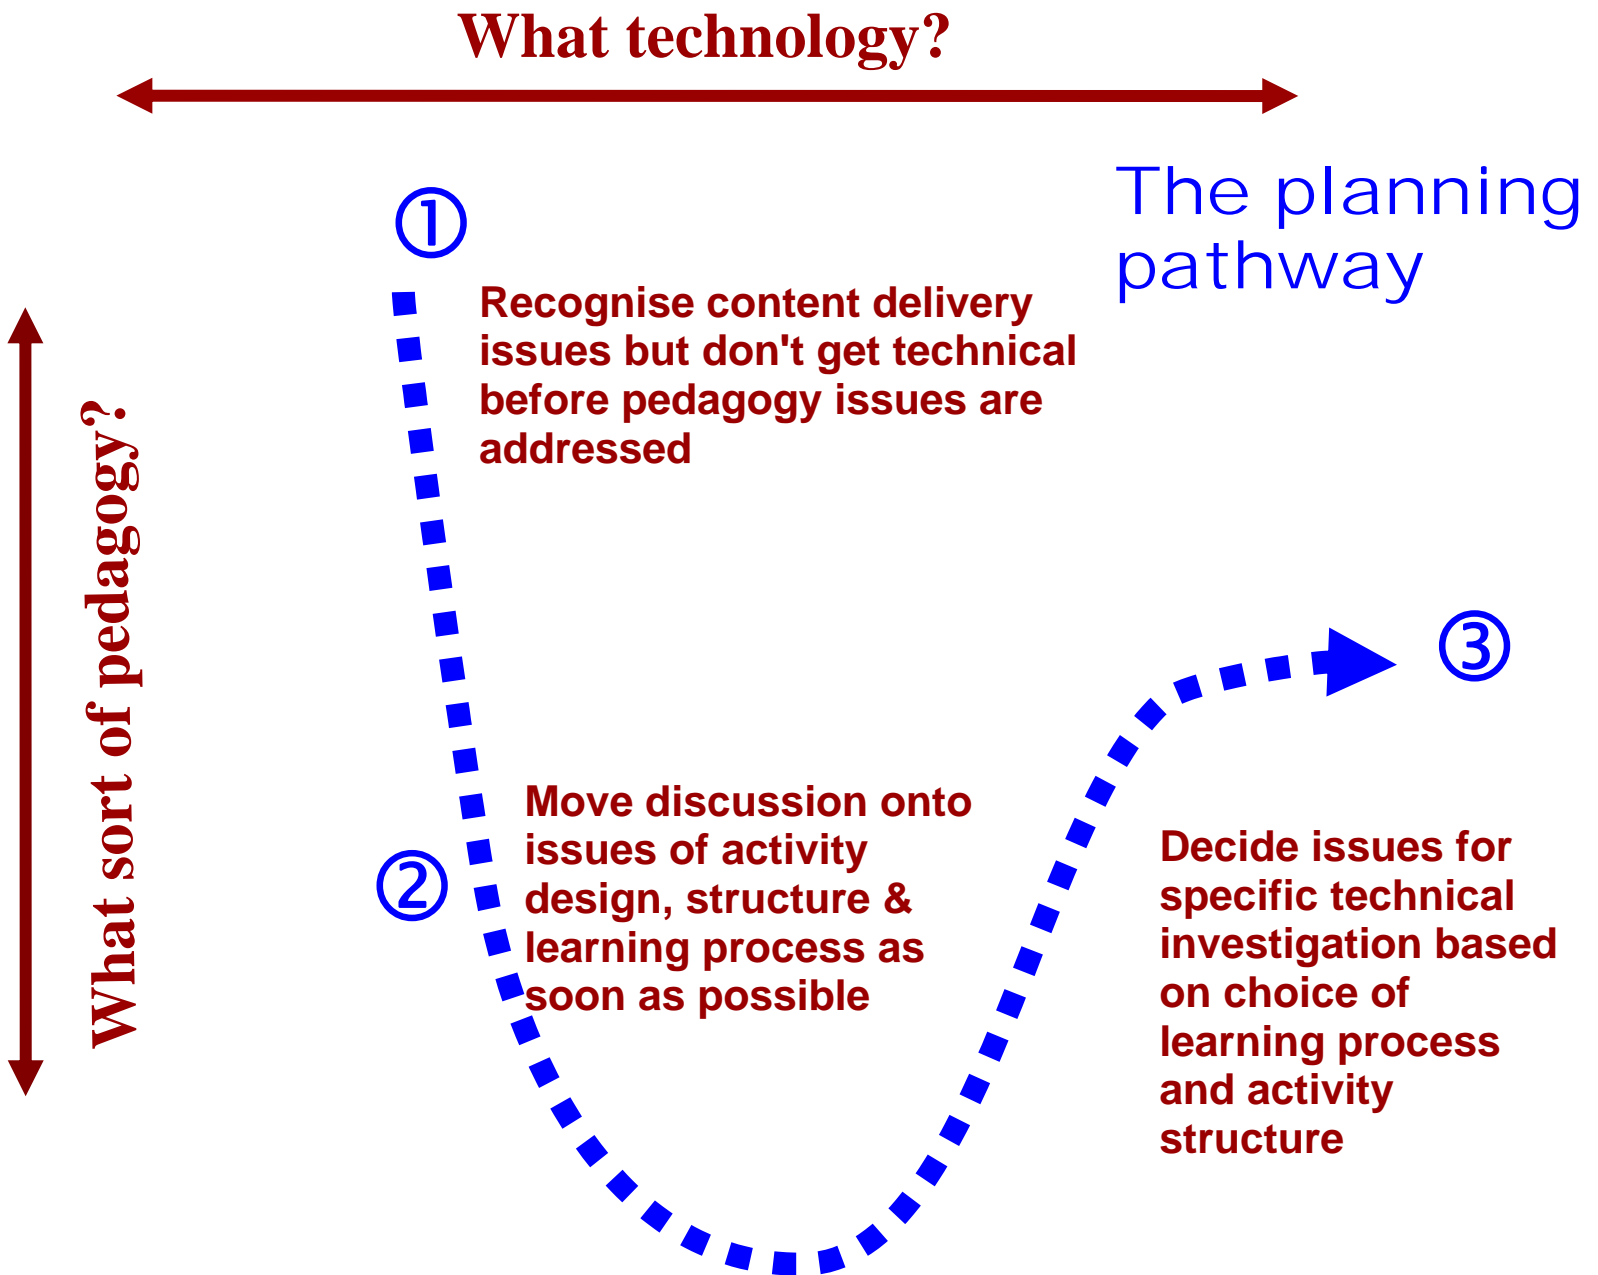 What technology?
The planning
pathway
①
Recognise content delivery
issues but don't get technical
before pedagogy issues are
addressed
What sort of pedagogy?
②
Move discussion onto
issues of activity
design, structure &
learning process as
soon as possible
③
Decide issues for
specific technical
investigation based
on choice of
learning process
and activity
structure